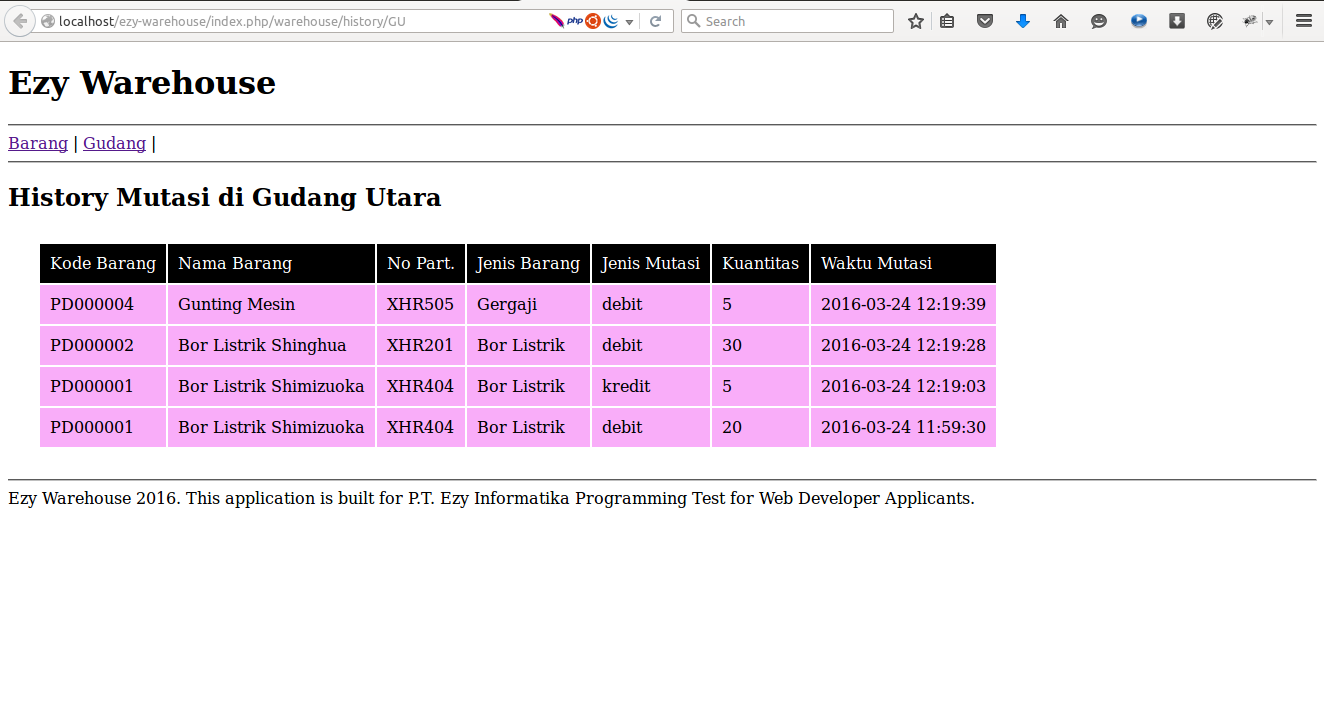 localhost/ezy-warehouse/index.php/warehouse/history/GU php Search
Ezy Warehouse
Barang | Gudang |
History Mutasi di Gudang Utara
Kode Barang Nama Barang No Part. Jenis Barang Jenis Mutasi Kuantitas Waktu Mutasi
PD000004 Gunting Mesin XHR505 Gergaji debit 5 2016-03-24 12:19:39
PD000002 Bor Listrik Shinghua XHR201 Bor Listrik debit 30 2016-03-24 12:19:28
PD000001 Bor Listrik Shimizuoka XHR404 Bor Listrik kredit 5 2016-03-24 12:19:03
PD000001 Bor Listrik Shimizuoka XHR404 Bor Listrik debit 20 2016-03-24 11:59:30
Ezy Warehouse 2016. This application is built for P.T. Ezy Informatika Programming Test for Web Developer Applicants.